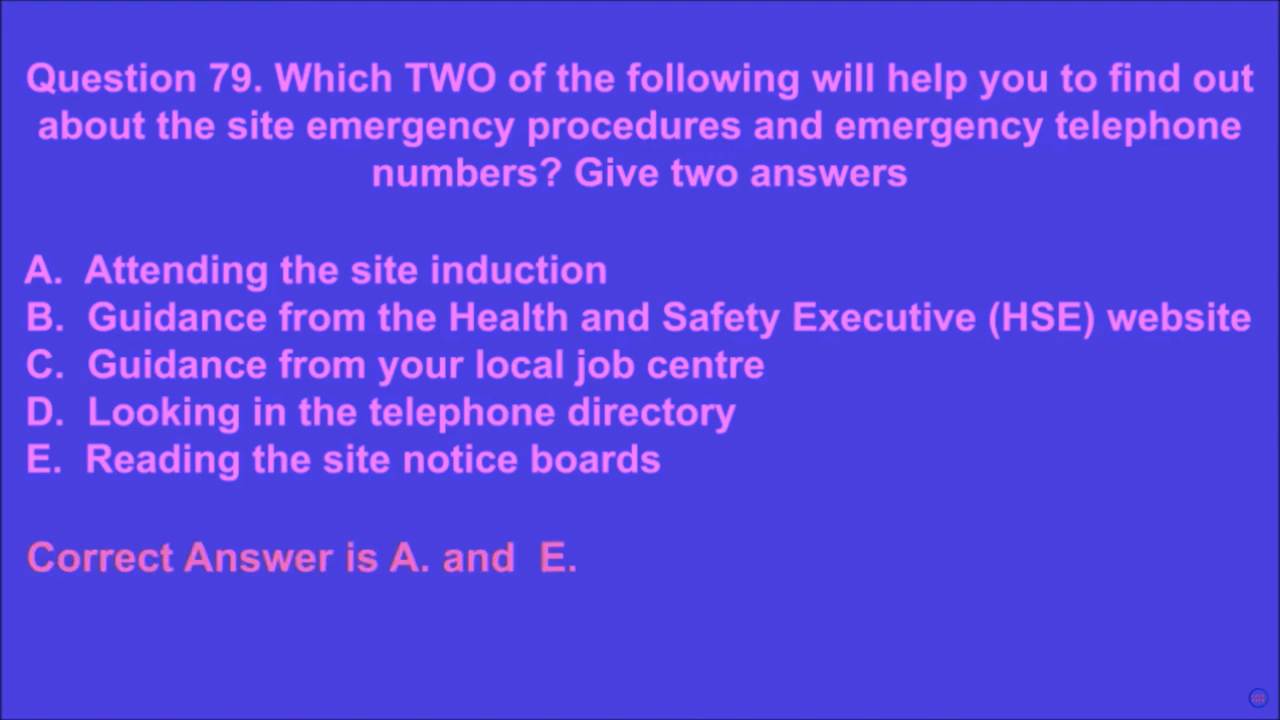 Question 79. Which TWO of the following will help you to find out
about the site emergency procedures and emergency telephone
numbers? Give two answers
A. Attending the site induction
B. Guidance from the Health and Safety Executive (HSE) website
C. Guidance from your local job centre
D. Looking in the telephone directory
E. Reading the site notice boards
Correct Answer is A. and E.